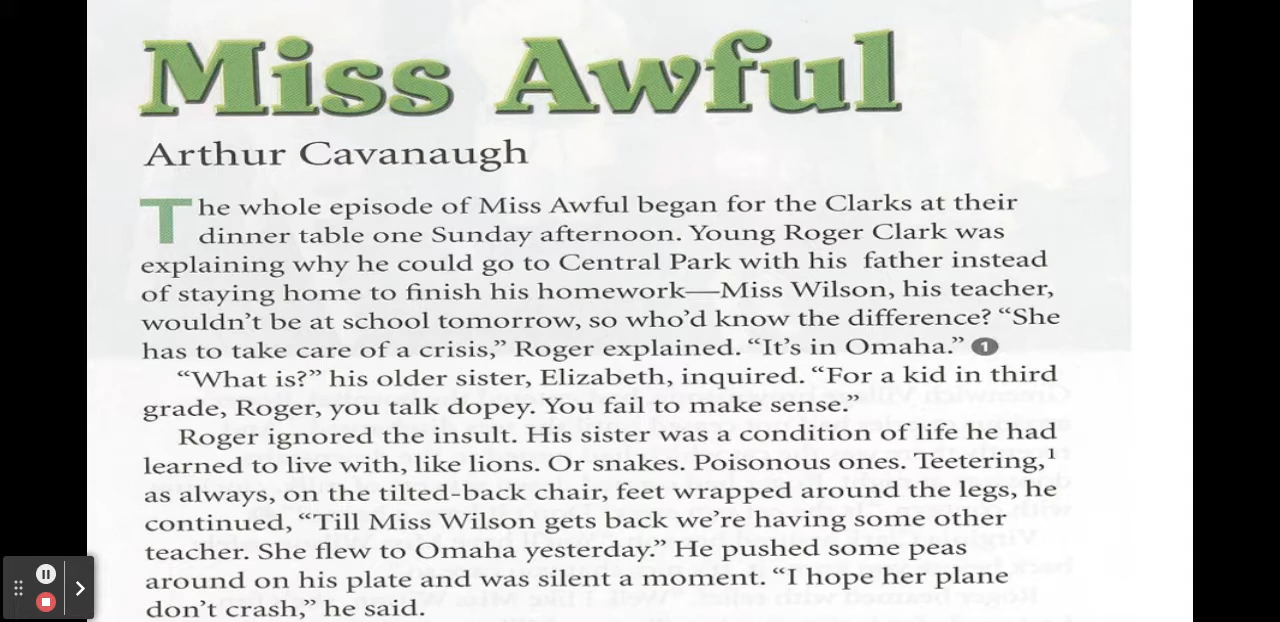 Miss Awful
Arthur Cavanaugh
The whole episode of Miss Awful began for the Clarks at their
dinner table one Sunday afternoon. Young Roger Clark was
explaining why he could go to Central Park with his father instead
of staying home to finish his homework—Miss Wilson, his teacher,
wouldn't be at school tomorrow, so who'd know the difference? "She
has to take care of a crisis," Roger explained. "It's in Omaha." 1
"What is?" his older sister, Elizabeth, inquired. "For a kid in third
grade, Roger, you talk dopey. You fail to make sense."
Roger ignored the insult. His sister was a condition of life he had
learned to live with, like lions. Or snakes. Poisonous ones. Teetering,1
as always, on the tilted-back chair, feet wrapped around the legs, he
continued, "Till Miss Wilson gets back we're having some other
teacher. She flew to Omaha yesterday." He pushed some peas
around on his plate and was silent a moment. "I hope her plane
don't crash," he said.